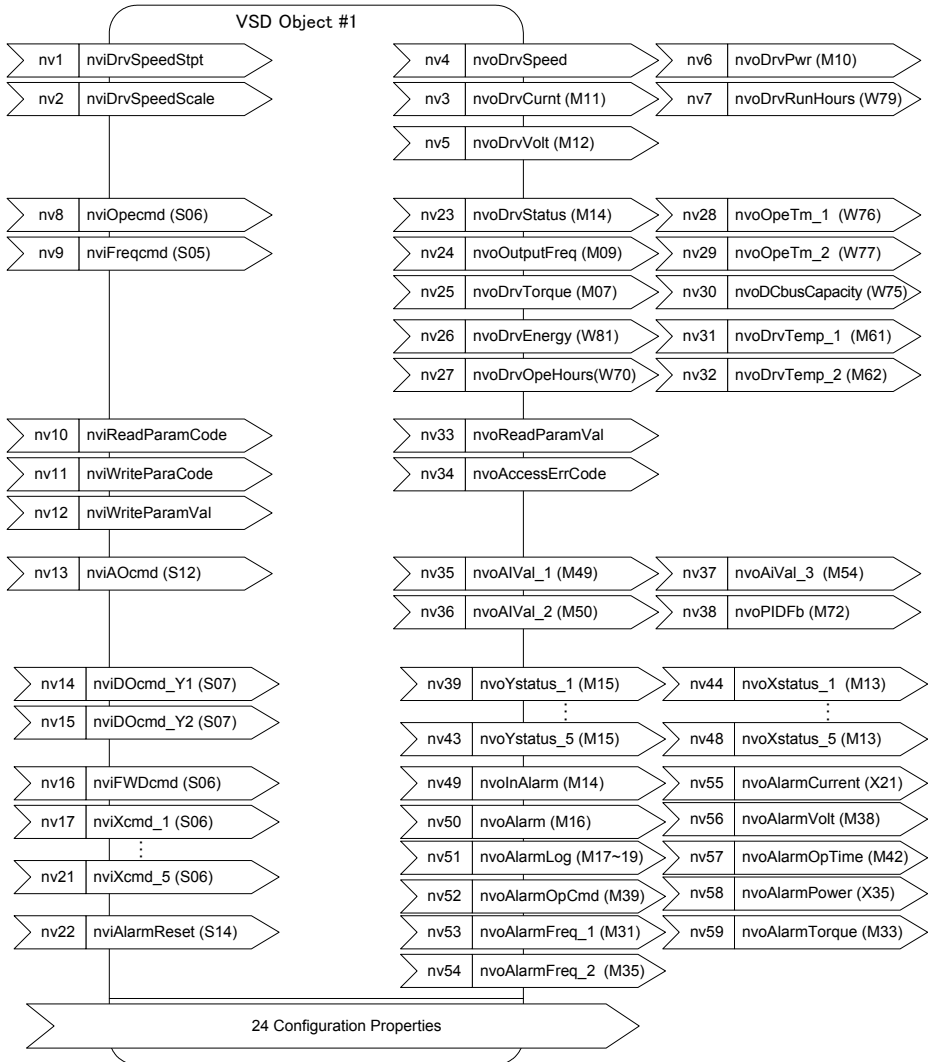 VSD Object #1
nv1 nviDrvSpeedStpt nv4 nvoDrvSpeed nv6 nvoDrvPwr (M10)
nv2 nviDrvSpeedScale nv3 nvoDrvCurnt (M11) nv7 nvoDrvRunHours (W79)
nv5 nvoDrvVolt (M12)
nv8 nviOpecmd (S06) nv23 nvoDrvStatus (M14) nv28 nvoOpeTm_1 (W76)
nv9 nviFreqcmd (S05) nv24 nvoOutputFreq (M09) nv29 nvoOpeTm_2 (W77)
nv25 nvoDrvTorque (M07) nv30 nvoDCbusCapacity (W75)
nv26 nvoDrvEnergy (W81) nv31 nvoDrvTemp_1 (M61)
nv27 nvoDrvOpeHours(W70) nv32 nvoDrvTemp_2 (M62)
nv10 nviReadParamCode nv33 nvoReadParamVal
nv11 nviWriteParaCode nv34 nvoAccessErrCode
nv12 nviWriteParamVal
nv13 nviAOcmd (S12) nv35 nvoAIVal_1 (M49) nv37 nvoAiVal_3 (M54)
nv36 nvoAIVal_2 (M50) nv38 nvoPIDFb (M72)
nv14 nviDOcmd_Y1 (S07) nv39 nvoYstatus_1 (M15) nv44 nvoXstatus_1 (M13)
nv15 nviDOcmd_Y2 (S07) nv43 nvoYstatus_5 (M15) nv48 nvoXstatus_5 (M13)
nv16 nviFWDcmd (S06) nv49 nvoInAlarm (M14) nv55 nvoAlarmCurrent (X21)
nv17 nviXcmd_1 (S06) nv50 nvoAlarm (M16) nv56 nvoAlarmVolt (M38)
nv51 nvoAlarmLog (M17~19) nv57 nvoAlarmOpTime (M42)
nv21 nviXcmd_5 (S06) nv52 nvoAlarmOpCmd (M39) nv58 nvoAlarmPower (X35)
nv22 nviAlarmReset (S14) nv53 nvoAlarmFreq_1 (M31) nv59 nvoAlarmTorque (M33)
nv54 nvoAlarmFreq_2 (M35)
24 Configuration Properties